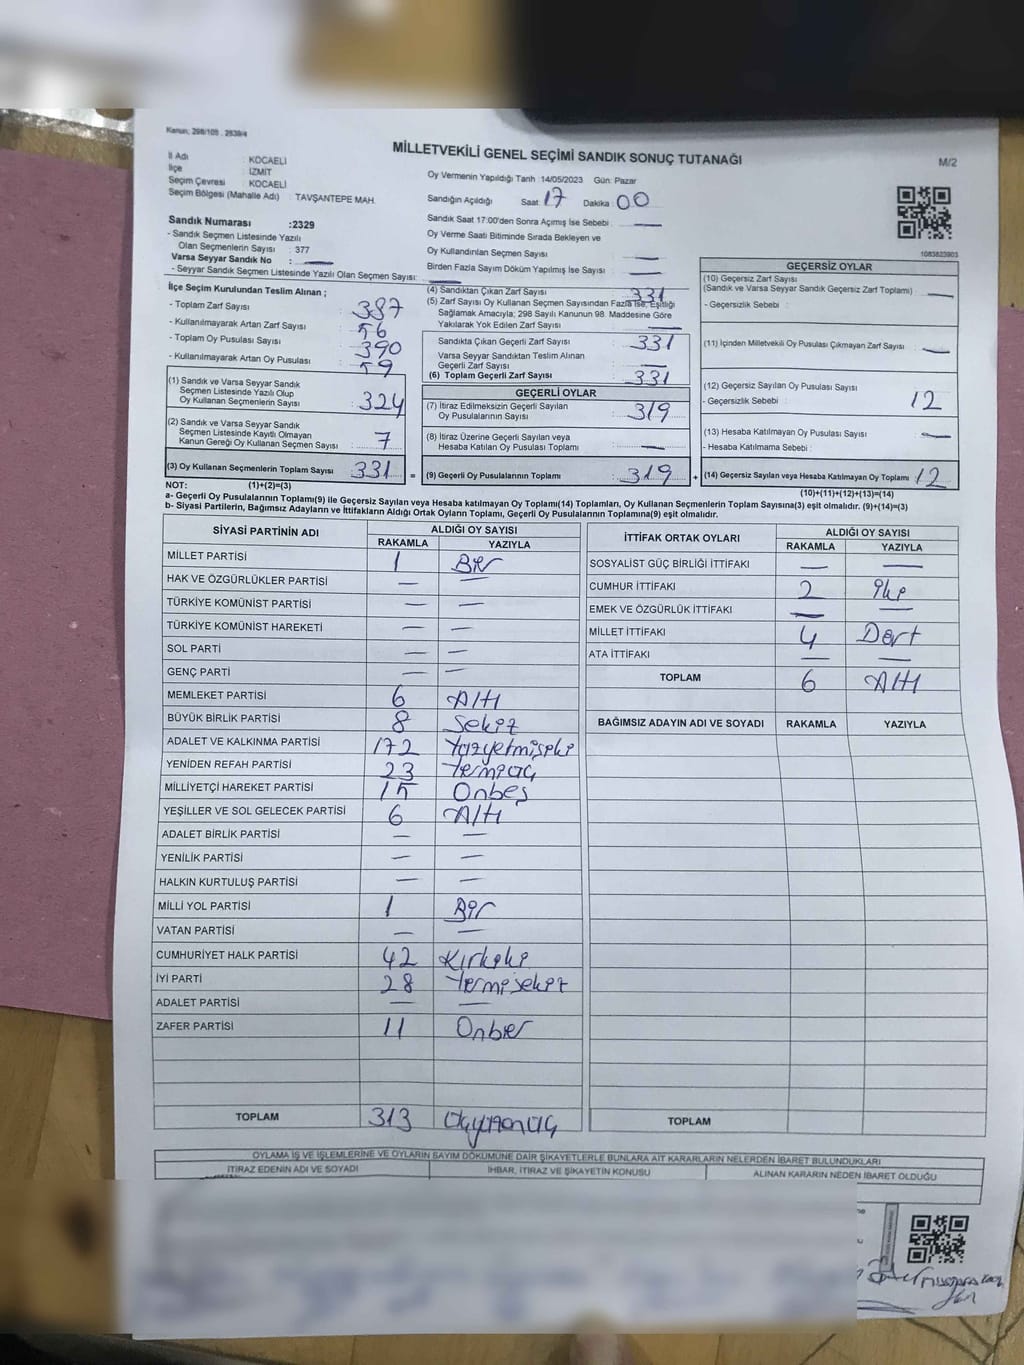 Kanun, 298/105 , 2839/4
MİLLETVEKİLİ GENEL SEÇİMİ SANDIK SONUÇ TUTANAĞI
M/2
İl Adı : KOCAELİ
İlçe : İZMİT
Seçim Çevresi : KOCAELİ
Seçim Bölgesi (Mahalle Adı) : TAVŞANTEPE MAH.
Oy Vermenin Yapıldığı Tarih :14/05/2023 Gün: Pazar
Sandığın Açıldığı Saat : 17 Dakika : 00
Sandık Saat 17:00'den Sonra Açımış İse Sebebi : —
Oy Verme Saati Bitiminde Sırada Bekleyen ve
Oy Kullandırılan Seçmen Sayısı : —
Birden Fazla Sayım Döküm Yapılmış İse Sayısı : —
Sandık Numarası :2329
- Sandık Seçmen Listesinde Yazılı
Olan Seçmenlerin Sayısı : 377
Varsa Seyyar Sandık No : —
- Seyyar Sandık Seçmen Listesinde Yazılı Olan Seçmen Sayısı:
1083823903
İlçe Seçim Kurulundan Teslim Alınan ;
- Toplam Zarf Sayısı : 387
- Kullanılmayarak Artan Zarf Sayısı : 56
- Toplam Oy Pusulası Sayısı : 390
- Kullanılmayarak Artan Oy Pusulası : 59
(1) Sandık ve Varsa Seyyar Sandık
Seçmen Listesinde Yazılı Olup
Oy Kullanan Seçmenlerin Sayısı : 324
(2) Sandık ve Varsa Seyyar Sandık
Seçmen Listesinde Kayıtlı Olmayan
Kanun Gereği Oy Kullanan Seçmen Sayısı : 7
(3) Oy Kullanan Seçmenlerin Toplam Sayısı : 331 =
(4) Sandıktan Çıkan Zarf Sayısı : 331
(5) Zarf Sayısı Oy Kullanan Seçmen Sayısından Fazla İse, Eşitliği
Sağlamak Amacıyla; 298 Sayılı Kanunun 98. Maddesine Göre
Yakılarak Yok Edilen Zarf Sayısı : —
Sandıkta Çıkan Geçerli Zarf Sayısı : 331
Varsa Seyyar Sandıktan Teslim Alınan
Geçerli Zarf Sayısı : —
(6) Toplam Geçerli Zarf Sayısı : 331
GEÇERLİ OYLAR
(7) İtiraz Edilmeksizin Geçerli Sayılan
Oy Pusulalarının Sayısı : 319
(8) İtiraz Üzerine Geçerli Sayılan veya
Hesaba Katılan Oy Pusulası Toplamı : —
(9) Geçerli Oy Pusulalarının Toplamı : 319 +
GEÇERSİZ OYLAR
(10) Geçersiz Zarf Sayısı
(Sandık ve Varsa Seyyar Sandık Geçersiz Zarf Toplamı) : —
- Geçersizlik Sebebi :
(11) İçinden Milletvekili Oy Pusulası Çıkmayan Zarf Sayısı : —
(12) Geçersiz Sayılan Oy Pusulası Sayısı
- Geçersizlik Sebebi : 12
(13) Hesaba Katılmayan Oy Pusulası Sayısı : —
- Hesaba Katılmama Sebebi :
(14) Geçersiz Sayılan veya Hesaba Katılmayan Oy Toplamı : 12
NOT: (1)+(2)=(3)
(10)+(11)+(12)+(13)=(14)
a- Geçerli Oy Pusulalarının Toplamı(9) ile Geçersiz Sayılan veya Hesaba katılmayan Oy Toplamı(14) Toplamları, Oy Kullanan Seçmenlerin Toplam Sayısına(3) eşit olmalıdır. (9)+(14)=(3)
b- Siyasi Partilerin, Bağımsız Adayların ve İttifakların Aldığı Ortak Oyların Toplamı, Geçerli Oy Pusulalarının Toplamına(9) eşit olmalıdır.
SİYASİ PARTİNİN ADI ALDIĞI OY SAYISI
RAKAMLA YAZIYLA
MİLLET PARTİSİ 1 Bir
HAK VE ÖZGÜRLÜKLER PARTİSİ — —
TÜRKİYE KOMÜNİST PARTİSİ — —
TÜRKİYE KOMÜNİST HAREKETİ — —
SOL PARTİ — —
GENÇ PARTİ — —
MEMLEKET PARTİSİ 6 Altı
BÜYÜK BİRLİK PARTİSİ 8 Sekiz
ADALET VE KALKINMA PARTİSİ 172 Yüzyetmişiki
YENİDEN REFAH PARTİSİ 23 Yirmiüç
MİLLİYETÇİ HAREKET PARTİSİ 15 Onbeş
YEŞİLLER VE SOL GELECEK PARTİSİ 6 Altı
ADALET BİRLİK PARTİSİ — —
YENİLİK PARTİSİ — —
HALKIN KURTULUŞ PARTİSİ — —
MİLLİ YOL PARTİSİ 1 Bir
VATAN PARTİSİ — —
CUMHURİYET HALK PARTİSİ 42 Kırkiki
İYİ PARTİ 28 Yirmisekiz
ADALET PARTİSİ — —
ZAFER PARTİSİ 11 Onbir
TOPLAM 313 Üçyüzonüç
İTTİFAK ORTAK OYLARI ALDIĞI OY SAYISI
RAKAMLA YAZIYLA
SOSYALİST GÜÇ BİRLİĞİ İTTİFAKI — —
CUMHUR İTTİFAKI 2 İki
EMEK VE ÖZGÜRLÜK İTTİFAKI — —
MİLLET İTTİFAKI 4 Dört
ATA İTTİFAKI — —
TOPLAM 6 Altı
BAĞIMSIZ ADAYIN ADI VE SOYADI RAKAMLA YAZIYLA
TOPLAM
OYLAMA İŞ VE İŞLEMLERİNE VE OYLARIN SAYIM DÖKÜMÜNE DAİR ŞİKAYETLERLE BUNLARA AİT KARARLARIN NELERDEN İBARET BULUNDUKLARI
İTİRAZ EDENİN ADI VE SOYADI İHBAR, İTİRAZ VE ŞİKAYETİN KONUSU ALINAN KARARIN NEDEN İBARET OLDUĞU